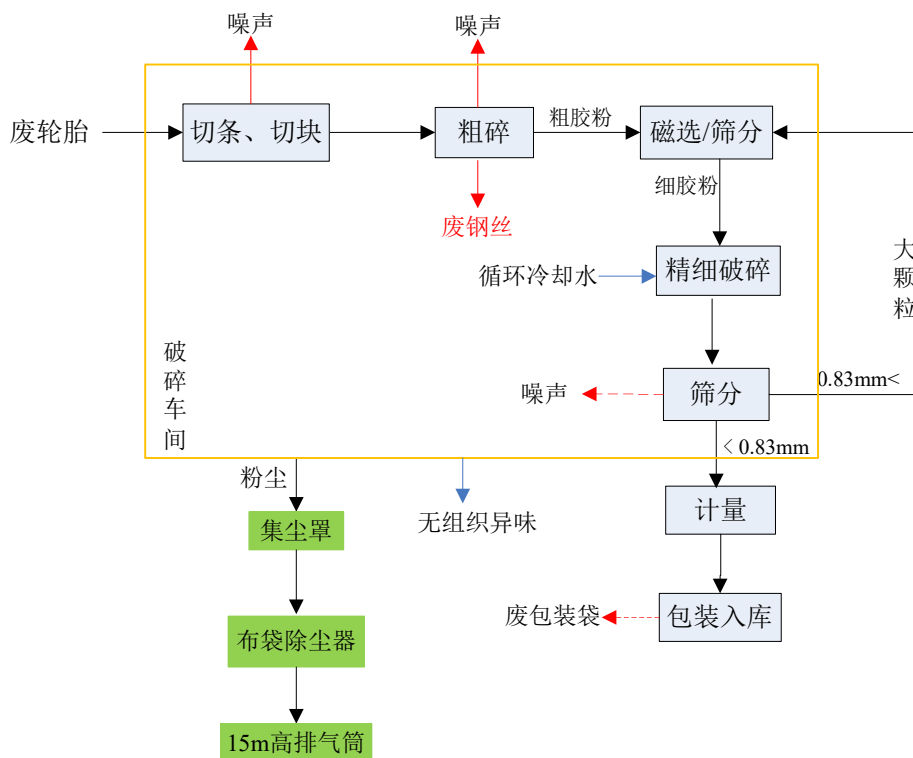 噪声
噪声
废轮胎
切条、切块
粗碎
粗胶粉
磁选/筛分
废钢丝
细胶粉
循环冷却水
精细破碎
大
颗
粒
破
碎
车
间
噪声
筛分
0.83mm<
<0.83mm
粉尘
集尘罩
无组织异味
计量
布袋除尘器
废包装袋
包装入库
15m高排气筒